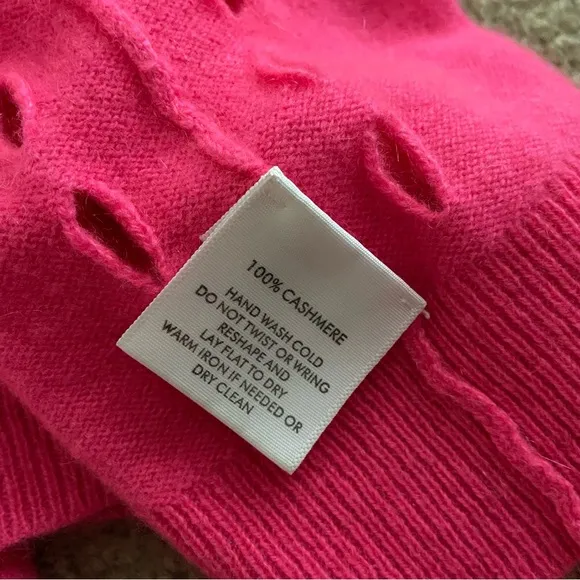 100% CASHMERE
HAND WASH COLD
DO NOT TWIST OR WRING
RESHAPE AND
LAY FLAT TO DRY
WARM IRON IF NEEDED OR
DRY CLEAN